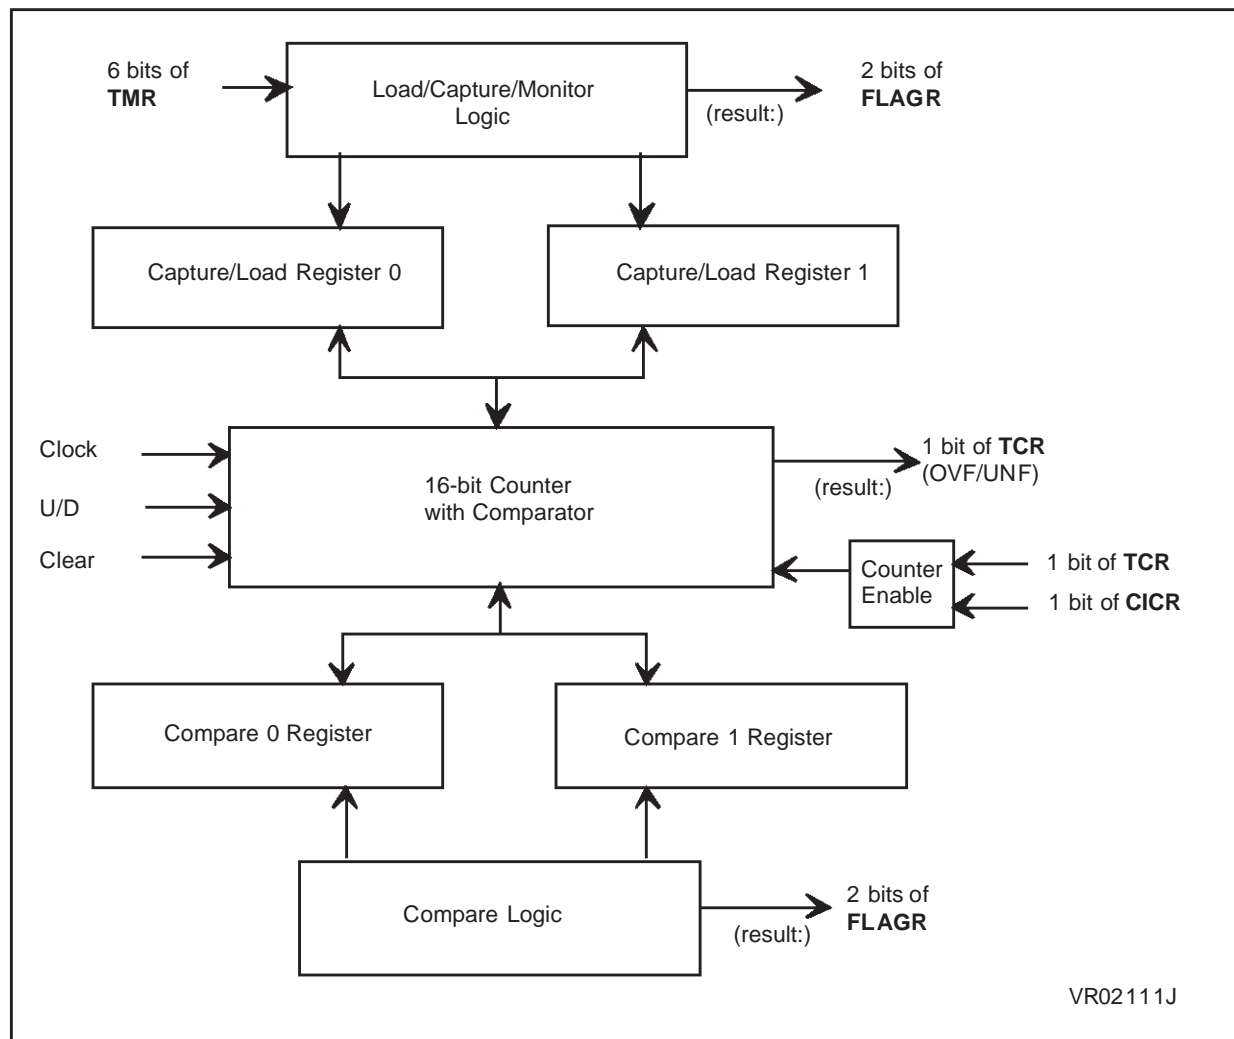 6 bits of
TMR
Load/Capture/Monitor
Logic
(result:)
2 bits of
FLAGR
Capture/Load Register 0
Capture/Load Register 1
Clock
U/D
Clear
16-bit Counter
with Comparator
(result:)
1 bit of TCR
(OVF/UNF)
Counter
Enable
1 bit of TCR
1 bit of CICR
Compare 0 Register
Compare 1 Register
Compare Logic
(result:)
2 bits of
FLAGR
VR02111J